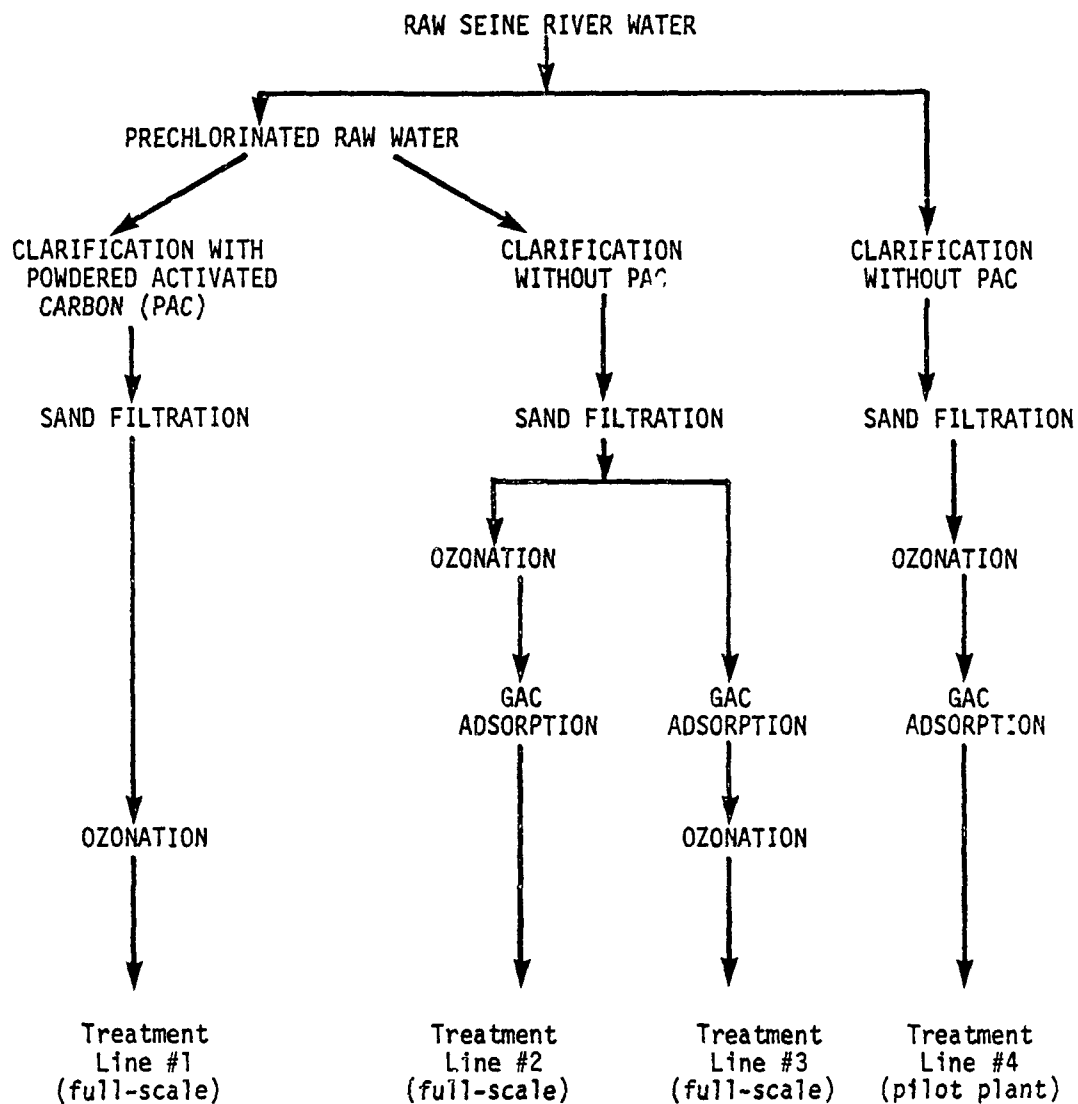 RAW SEINE RIVER WATER
PRECHLORINATED RAW WATER
CLARIFICATION WITH
POWDERED ACTIVATED
CARBON (PAC)
CLARIFICATION
WITHOUT PAC
CLARIFICATION
WITHOUT PAC
SAND FILTRATION
SAND FILTRATION
SAND FILTRATION
OZONATION
OZONATION
GAC
ADSORPTION
GAC
ADSORPTION
GAC
ADSORPTION
OZONATION
OZONATION
Treatment
Line #1
(full-scale)
Treatment
Line #2
(full-scale)
Treatment
Line #3
(full-scale)
Treatment
Line #4
(pilot plant)